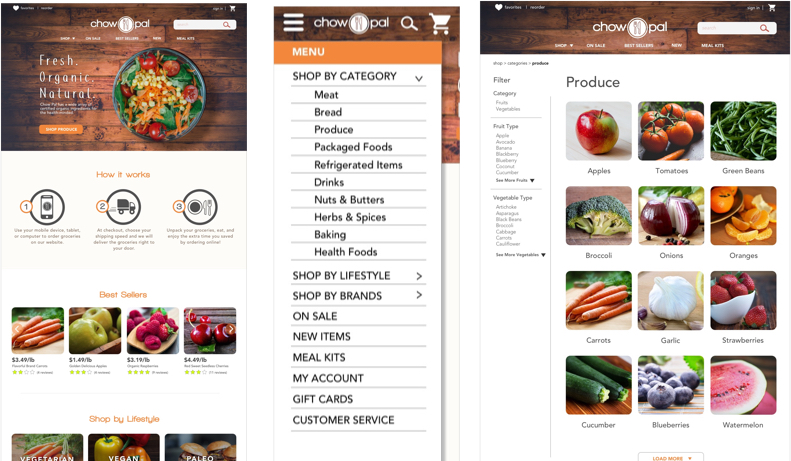 favorites | reorder
sign in |
chow pal
Search
SHOP ▼ ON SALE BEST SELLERS NEW MEAL KITS
Fresh.
Organic.
Natural.
Chow Pal has a wide array of
certified organic ingredients for
the health-minded.
SHOP PRODUCE
How it works
1
2
3
Use your mobile device, tablet,
or computer to order groceries
on our website.
At checkout, choose your
shipping speed and we will
deliver the groceries right to
your door.
Unpack your groceries, eat, and
enjoy the extra time you saved
by ordering online!
Best Sellers
$3.49/lb
Flavorful Brand Carrots
$1.49/lb
Golden Delicious Apples
$3.19/lb
Organic Raspberries
$4.49/lb
Red Sweet Seedless Cherries
Shop by Lifestyle
VEGETARIAN
VEGAN
PALEO
chow pal
MENU
SHOP BY CATEGORY
Meat
Bread
Produce
Packaged Foods
Refrigerated Items
Drinks
Nuts & Butters
Herbs & Spices
Baking
Health Foods
SHOP BY LIFESTYLE
SHOP BY BRANDS
ON SALE
NEW ITEMS
MEAL KITS
MY ACCOUNT
GIFT CARDS
CUSTOMER SERVICE
favorites | reorder
sign in |
chow pal
Search
SHOP ▼ ON SALE BEST SELLERS NEW MEAL KITS
shop > categories > produce
Filter
Category
Fruits
Vegetables
Fruit Type
Apple
Avocado
Banana
Blackberry
Blueberry
Coconut
Cucumber
See More Fruits ▼
Vegetable Type
Artichoke
Asparagus
Black Beans
Broccoli
Cabbage
Carrots
Cauliflower
See More Vegetables ▼
Produce
Apples
Tomatoes
Green Beans
Broccoli
Onions
Oranges
Carrots
Garlic
Strawberries
Cucumber
Blueberries
Watermelon
LOAD MORE ▼